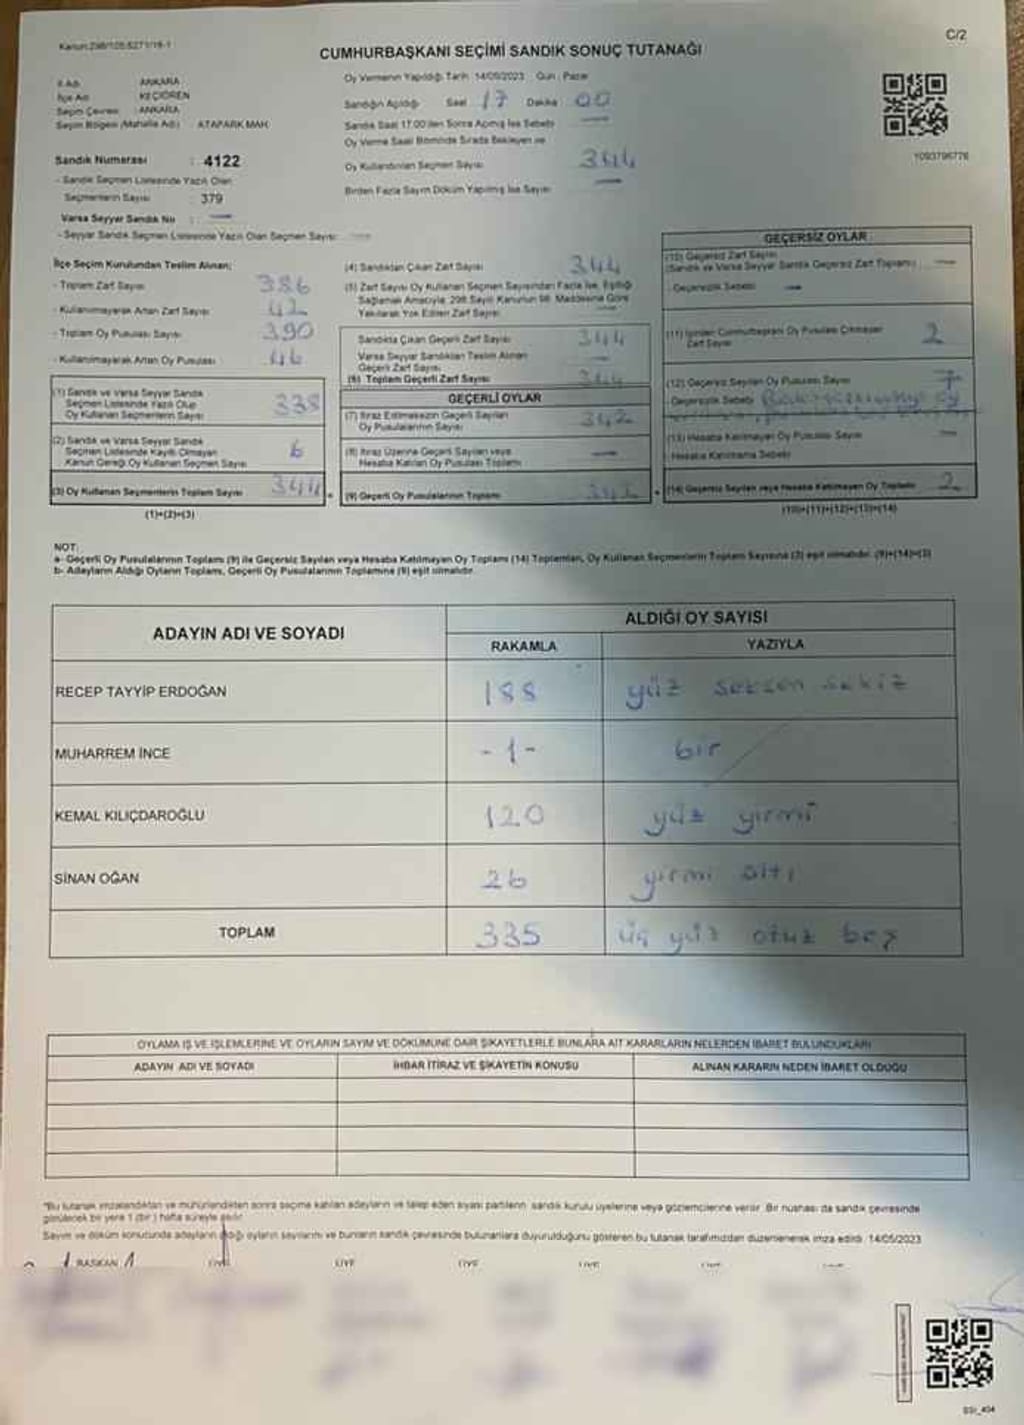 C/2
CUMHURBAŞKANI SEÇİMİ SANDIK SONUÇ TUTANAĞI
İl Adı ANKARA
İlçe Adı KEÇİÖREN
Seçim Çevresi ANKARA
Seçim Bölgesi (Mahalle Adı) : ATAPARK MAH.
Sandık Numarası : 4122
- Sandık Seçmen Listesinde Yazılı Olan
Seçmenlerin Sayısı : 379
Varsa Seyyar Sandık No : —
- Seyyar Sandık Seçmen Listesinde Yazılı Olan Seçmen Sayısı
Oy Vermenin Yapıldığı Tarih 14/05/2023 Gün : Pazar
Sandığın Açıldığı Saat 17 Dakika 00
Sandık Saat 17.00'den Sonra Açılmış İse Sebebi —
Oy Verme Saati Bitiminde Sırada Bekleyen ve
Oy Kullandırılan Seçmen Sayısı 344
Birden Fazla Sayım Döküm Yapılmış İse Sayısı —
1093796776
İlçe Seçim Kurulundan Teslim Alınan;
- Toplam Zarf Sayısı 386
- Kullanılmayarak Artan Zarf Sayısı 42
- Toplam Oy Pusulası Sayısı 390
- Kullanılmayarak Artan Oy Pusulası 46
(1) Sandık ve Varsa Seyyar Sandık
Seçmen Listesinde Yazılı Olup
Oy Kullanan Seçmenlerin Sayısı 338
(2) Sandık ve Varsa Seyyar Sandık
Seçmen Listesinde Kayıtlı Olmayan
Kanun Gereği Oy Kullanan Seçmen Sayısı 6
(3) Oy Kullanan Seçmenlerin Toplam Sayısı 344
(1)+(2)=(3)
(4) Sandıktan Çıkan Zarf Sayısı 344
(5) Zarf Sayısı Oy Kullanan Seçmen Sayısından Fazla İse, Eşitliği
Sağlamak Amacıyla, 298 Sayılı Kanunun 98. Maddesine Göre
Yakılarak Yok Edilen Zarf Sayısı —
Sandıkta Çıkan Geçerli Zarf Sayısı 344
Varsa Seyyar Sandıktan Teslim Alınan
Geçerli Zarf Sayısı —
(6) Toplam Geçerli Zarf Sayısı 344
GEÇERLİ OYLAR
(7) İtiraz Edilmeksizin Geçerli Sayılan
Oy Pusulalarının Sayısı 342
(8) İtiraz Üzerine Geçerli Sayılan veya
Hesaba Katılan Oy Pusulası Toplamı —
(9) Geçerli Oy Pusulalarının Toplamı 342
GEÇERSİZ OYLAR
(10) Geçersiz Zarf Sayısı
(Sandık ve Varsa Seyyar Sandık Geçersiz Zarf Toplamı) —
- Geçersizlik Sebebi —
(11) İçinden Cumhurbaşkanı Oy Pusulası Çıkmayan
Zarf Sayısı 2
(12) Geçersiz Sayılan Oy Pusulası Sayısı 7
- Geçersizlik Sebebi
(13) Hesaba Katılmayan Oy Pusulası Sayısı —
- Hesaba Katılmama Sebebi
(14) Geçersiz Sayılan veya Hesaba Katılmayan Oy Toplamı 2
(10)+(11)+(12)+(13)=(14)
NOT:
a- Geçerli Oy Pusulalarının Toplamı (9) ile Geçersiz Sayılan veya Hesaba Katılmayan Oy Toplamı (14) Toplamları, Oy Kullanan Seçmenlerin Toplam Sayısına (3) eşit olmalıdır. (9)+(14)=(3)
b- Adayların Aldığı Oyların Toplamı, Geçerli Oy Pusulalarının Toplamına (9) eşit olmalıdır.
ADAYIN ADI VE SOYADI
ALDIĞI OY SAYISI
RAKAMLA YAZIYLA
RECEP TAYYİP ERDOĞAN 188 yüz seksen sekiz
MUHARREM İNCE -1- bir
KEMAL KILIÇDAROĞLU 120 yüz yirmi
SİNAN OĞAN 26 yirmi altı
TOPLAM 335 üç yüz otuz beş
OYLAMA İŞ VE İŞLEMLERİNE VE OYLARIN SAYIM VE DÖKÜMÜNE DAİR ŞİKAYETLERLE BUNLARA AİT KARARLARIN NELERDEN İBARET BULUNDUKLARI
ADAYIN ADI VE SOYADI İHBAR İTİRAZ VE ŞİKAYETİN KONUSU ALINAN KARARIN NEDEN İBARET OLDUĞU
*Bu tutanak imzalandıktan ve mühürlendikten sonra seçime katılan adayların ve talep eden siyasi partilerin sandık kurulu üyelerine veya gözlemcilerine verilir. Bir nüshası da sandık çevresinde
görülecek bir yere 1 (bir) hafta süreyle asılır.
Sayım ve döküm sonucunda adayların aldığı oyların sayılarını ve bunların sandık çevresinde bulunanlara duyurulduğunu gösteren bu tutanak tarafımızdan düzenlenerek imza edildi. 14/05/2023
BAŞKAN ÜYE ÜYE ÜYE ÜYE